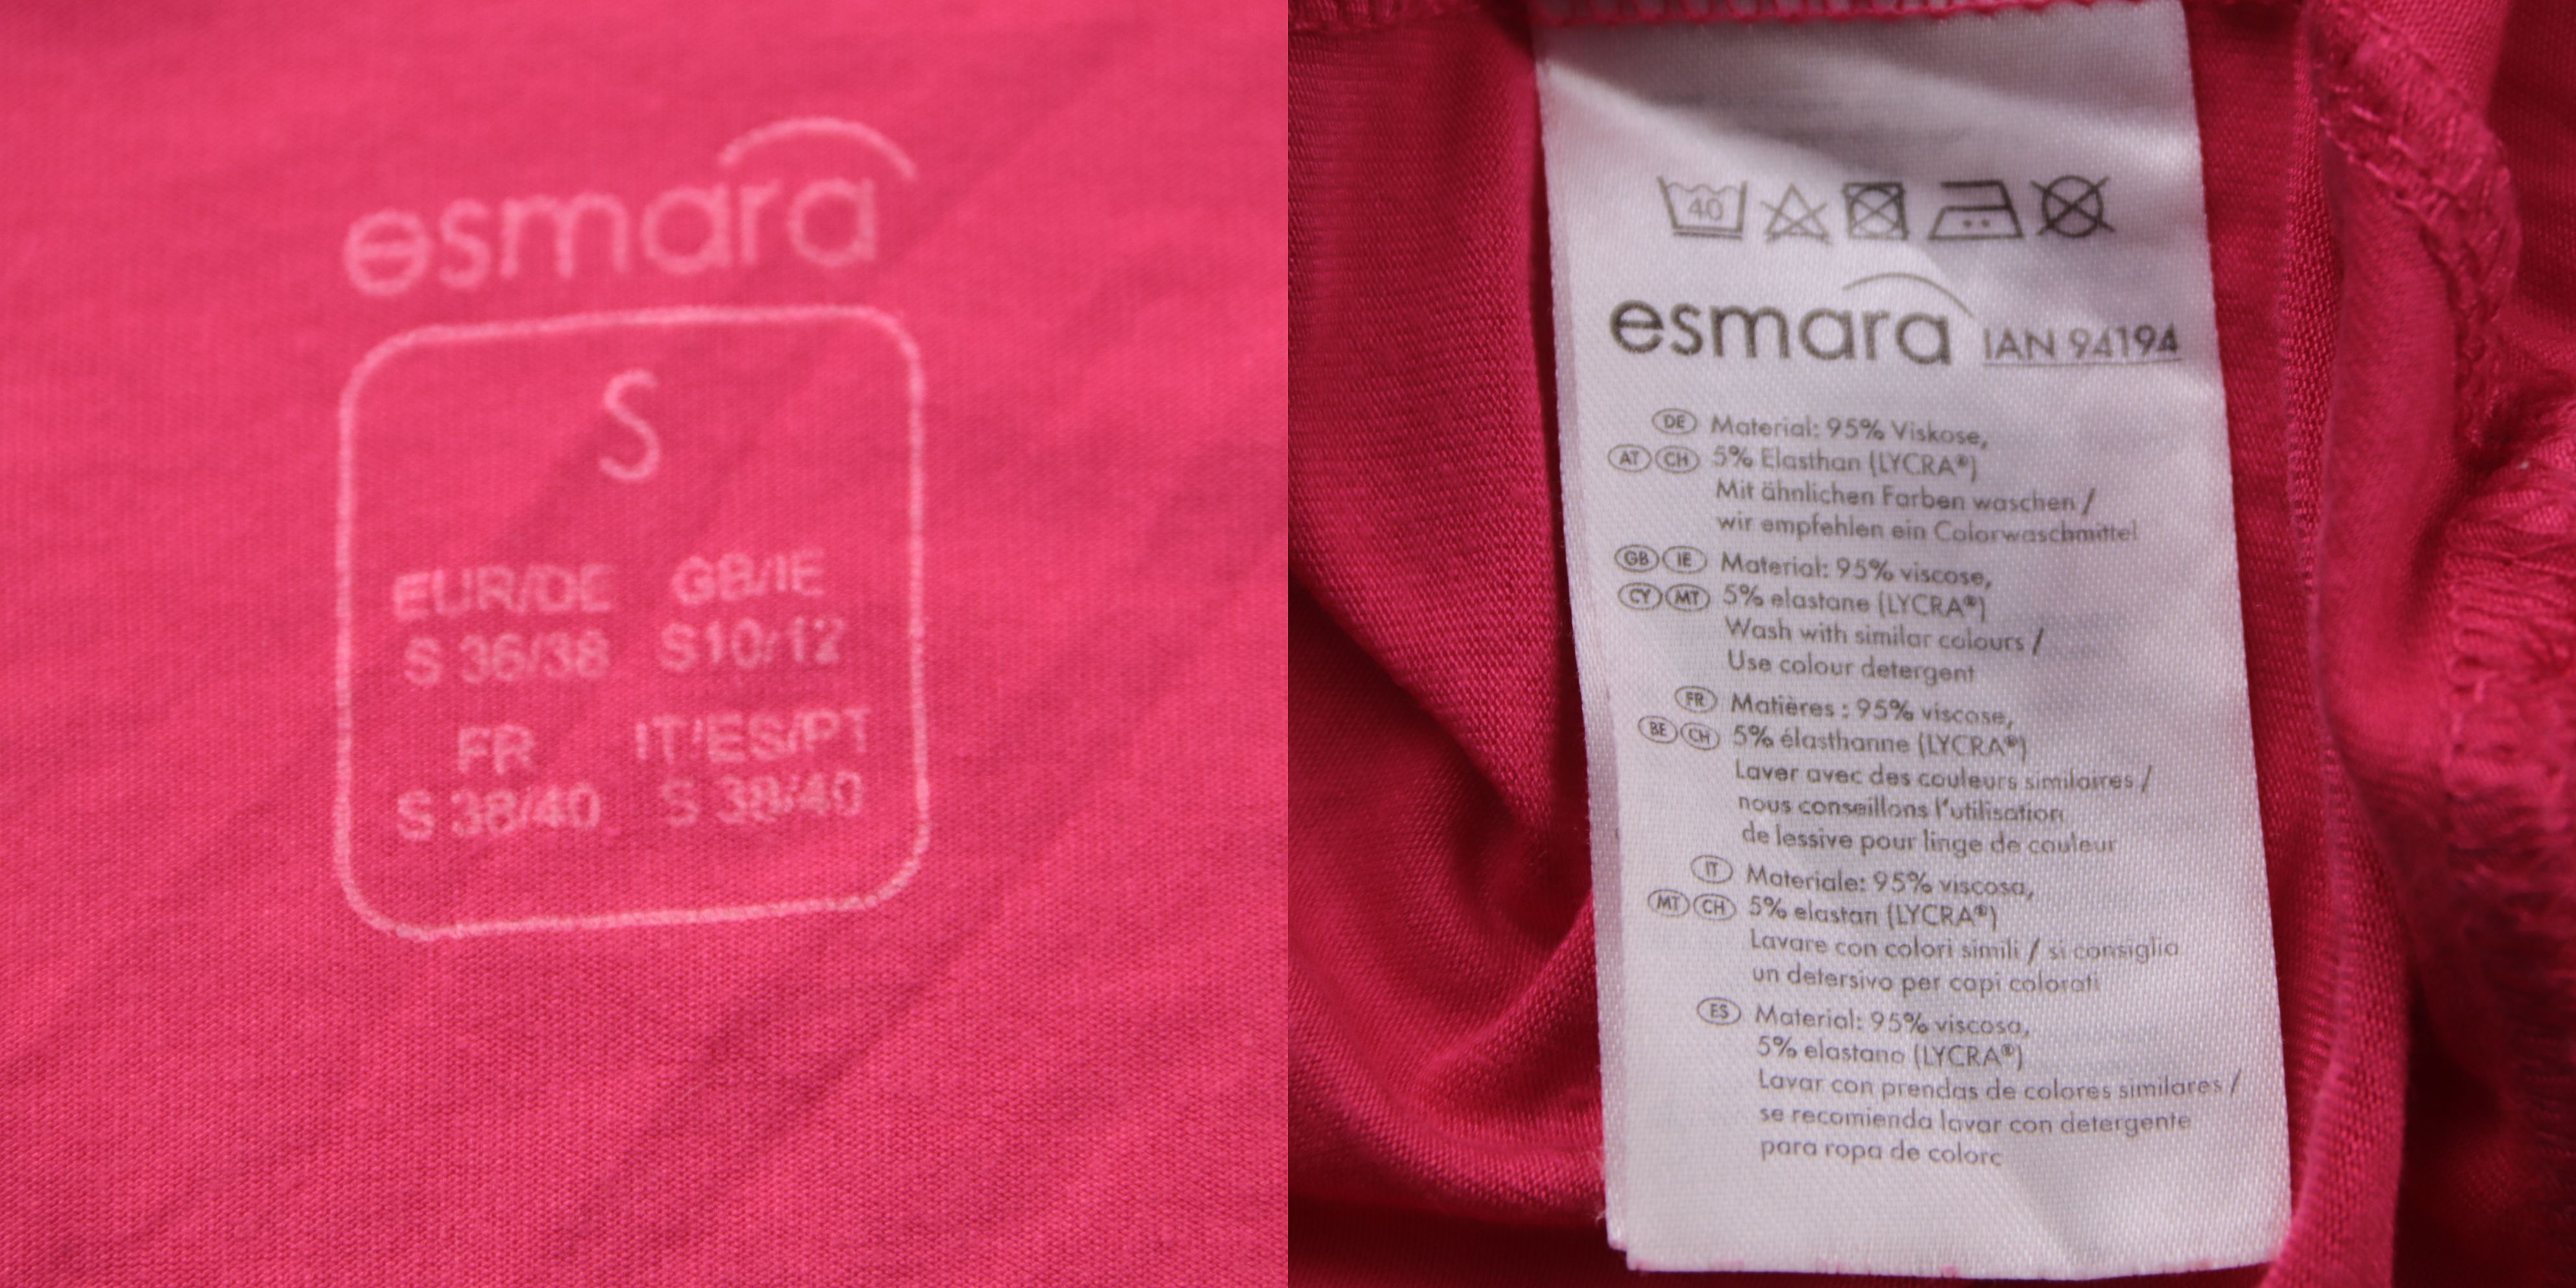 esmara
S
EUR/DE GB/IE
S 36/38 S10/12
FR IT/ES/PT
S 38/40 S 38/40
40
esmara IAN 94194
DE Material: 95% Viskose,
AT CH 5% Elasthan (LYCRA®)
Mit ähnlichen Farben waschen /
wir empfehlen ein Colorwaschmittel
GB IE Material: 95% viscose,
CY MT 5% elastane (LYCRA®)
Wash with similar colours /
Use colour detergent
FR Matières : 95% viscose,
BE CH 5% élasthanne (LYCRA®)
Laver avec des couleurs similaires /
nous conseillons l'utilisation
de lessive pour linge de couleur
IT Materiale: 95% viscosa,
MT CH 5% elastan (LYCRA®)
Lavare con colori simili / si consiglia
un detersivo per capi colorati
ES Material: 95% viscosa,
5% elastano (LYCRA®)
Lavar con prendas de colores similares /
se recomienda lavar con detergente
para ropa de colorc